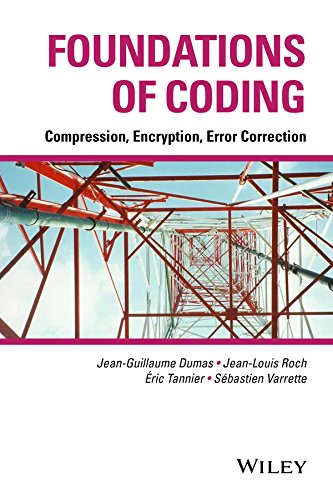 FOUNDATIONS
OF CODING
Compression, Encryption, Error Correction
Jean-Guillaume Dumas • Jean-Louis Roch
Éric Tannier • Sébastien Varrette
WILEY